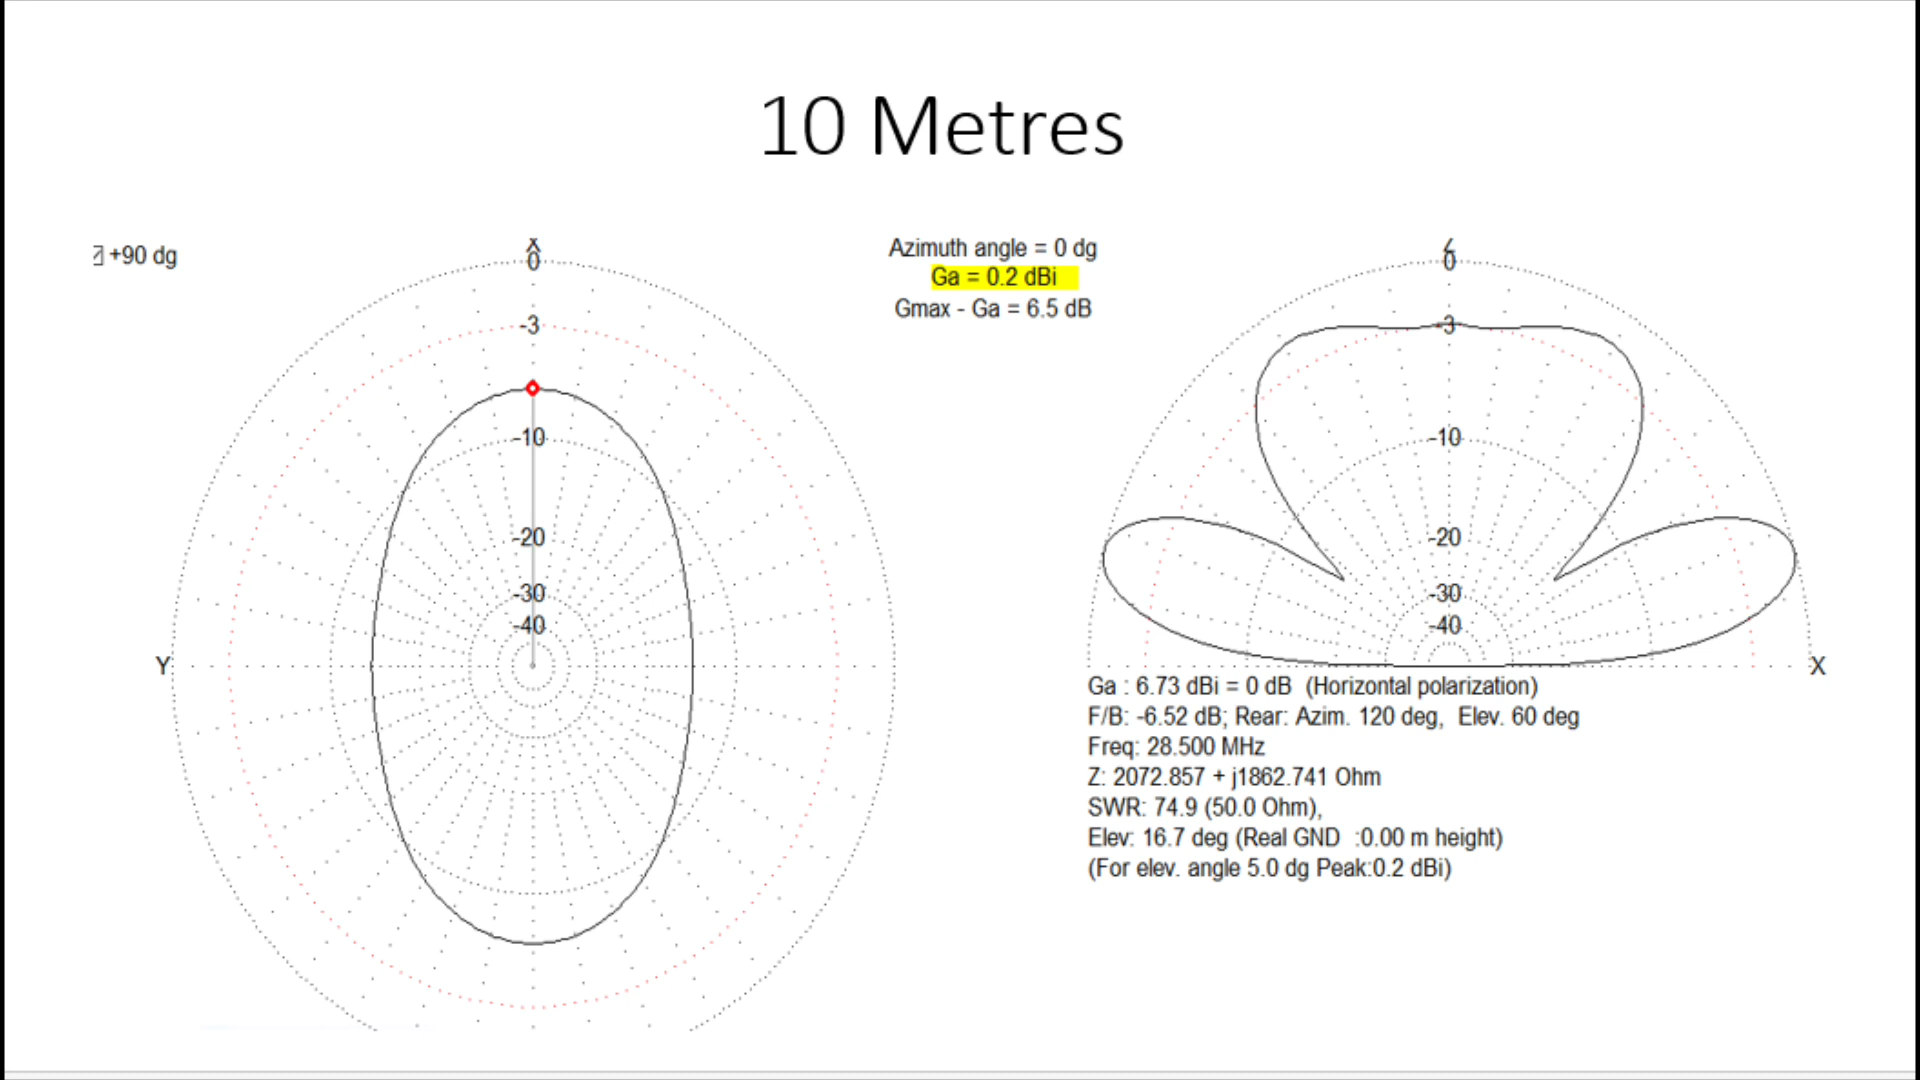 10 Metres
+90 dg
X
0
-3
-10
-20
-30
-40
Y
Azimuth angle = 0 dg
Ga = 0.2 dBi
Gmax - Ga = 6.5 dB
0
-3
-10
-20
-30
-40
X
Ga : 6.73 dBi = 0 dB (Horizontal polarization)
F/B: -6.52 dB; Rear: Azim. 120 deg, Elev. 60 deg
Freq: 28.500 MHz
Z: 2072.857 + j1862.741 Ohm
SWR: 74.9 (50.0 Ohm),
Elev: 16.7 deg (Real GND :0.00 m height)
(For elev. angle 5.0 dg Peak:0.2 dBi)